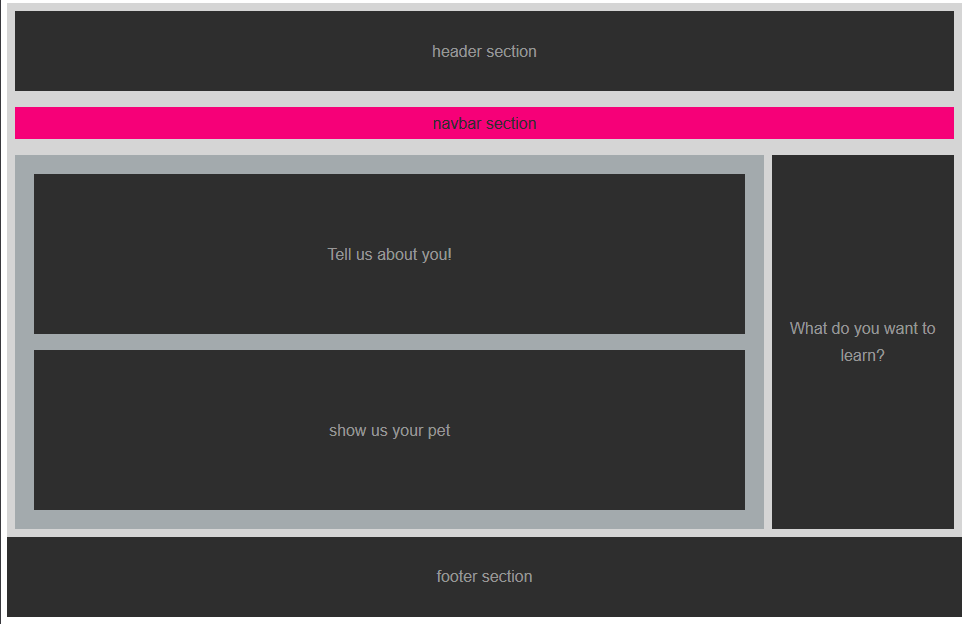 header section
navbar section
Tell us about you!
What do you want to
learn?
show us your pet
footer section